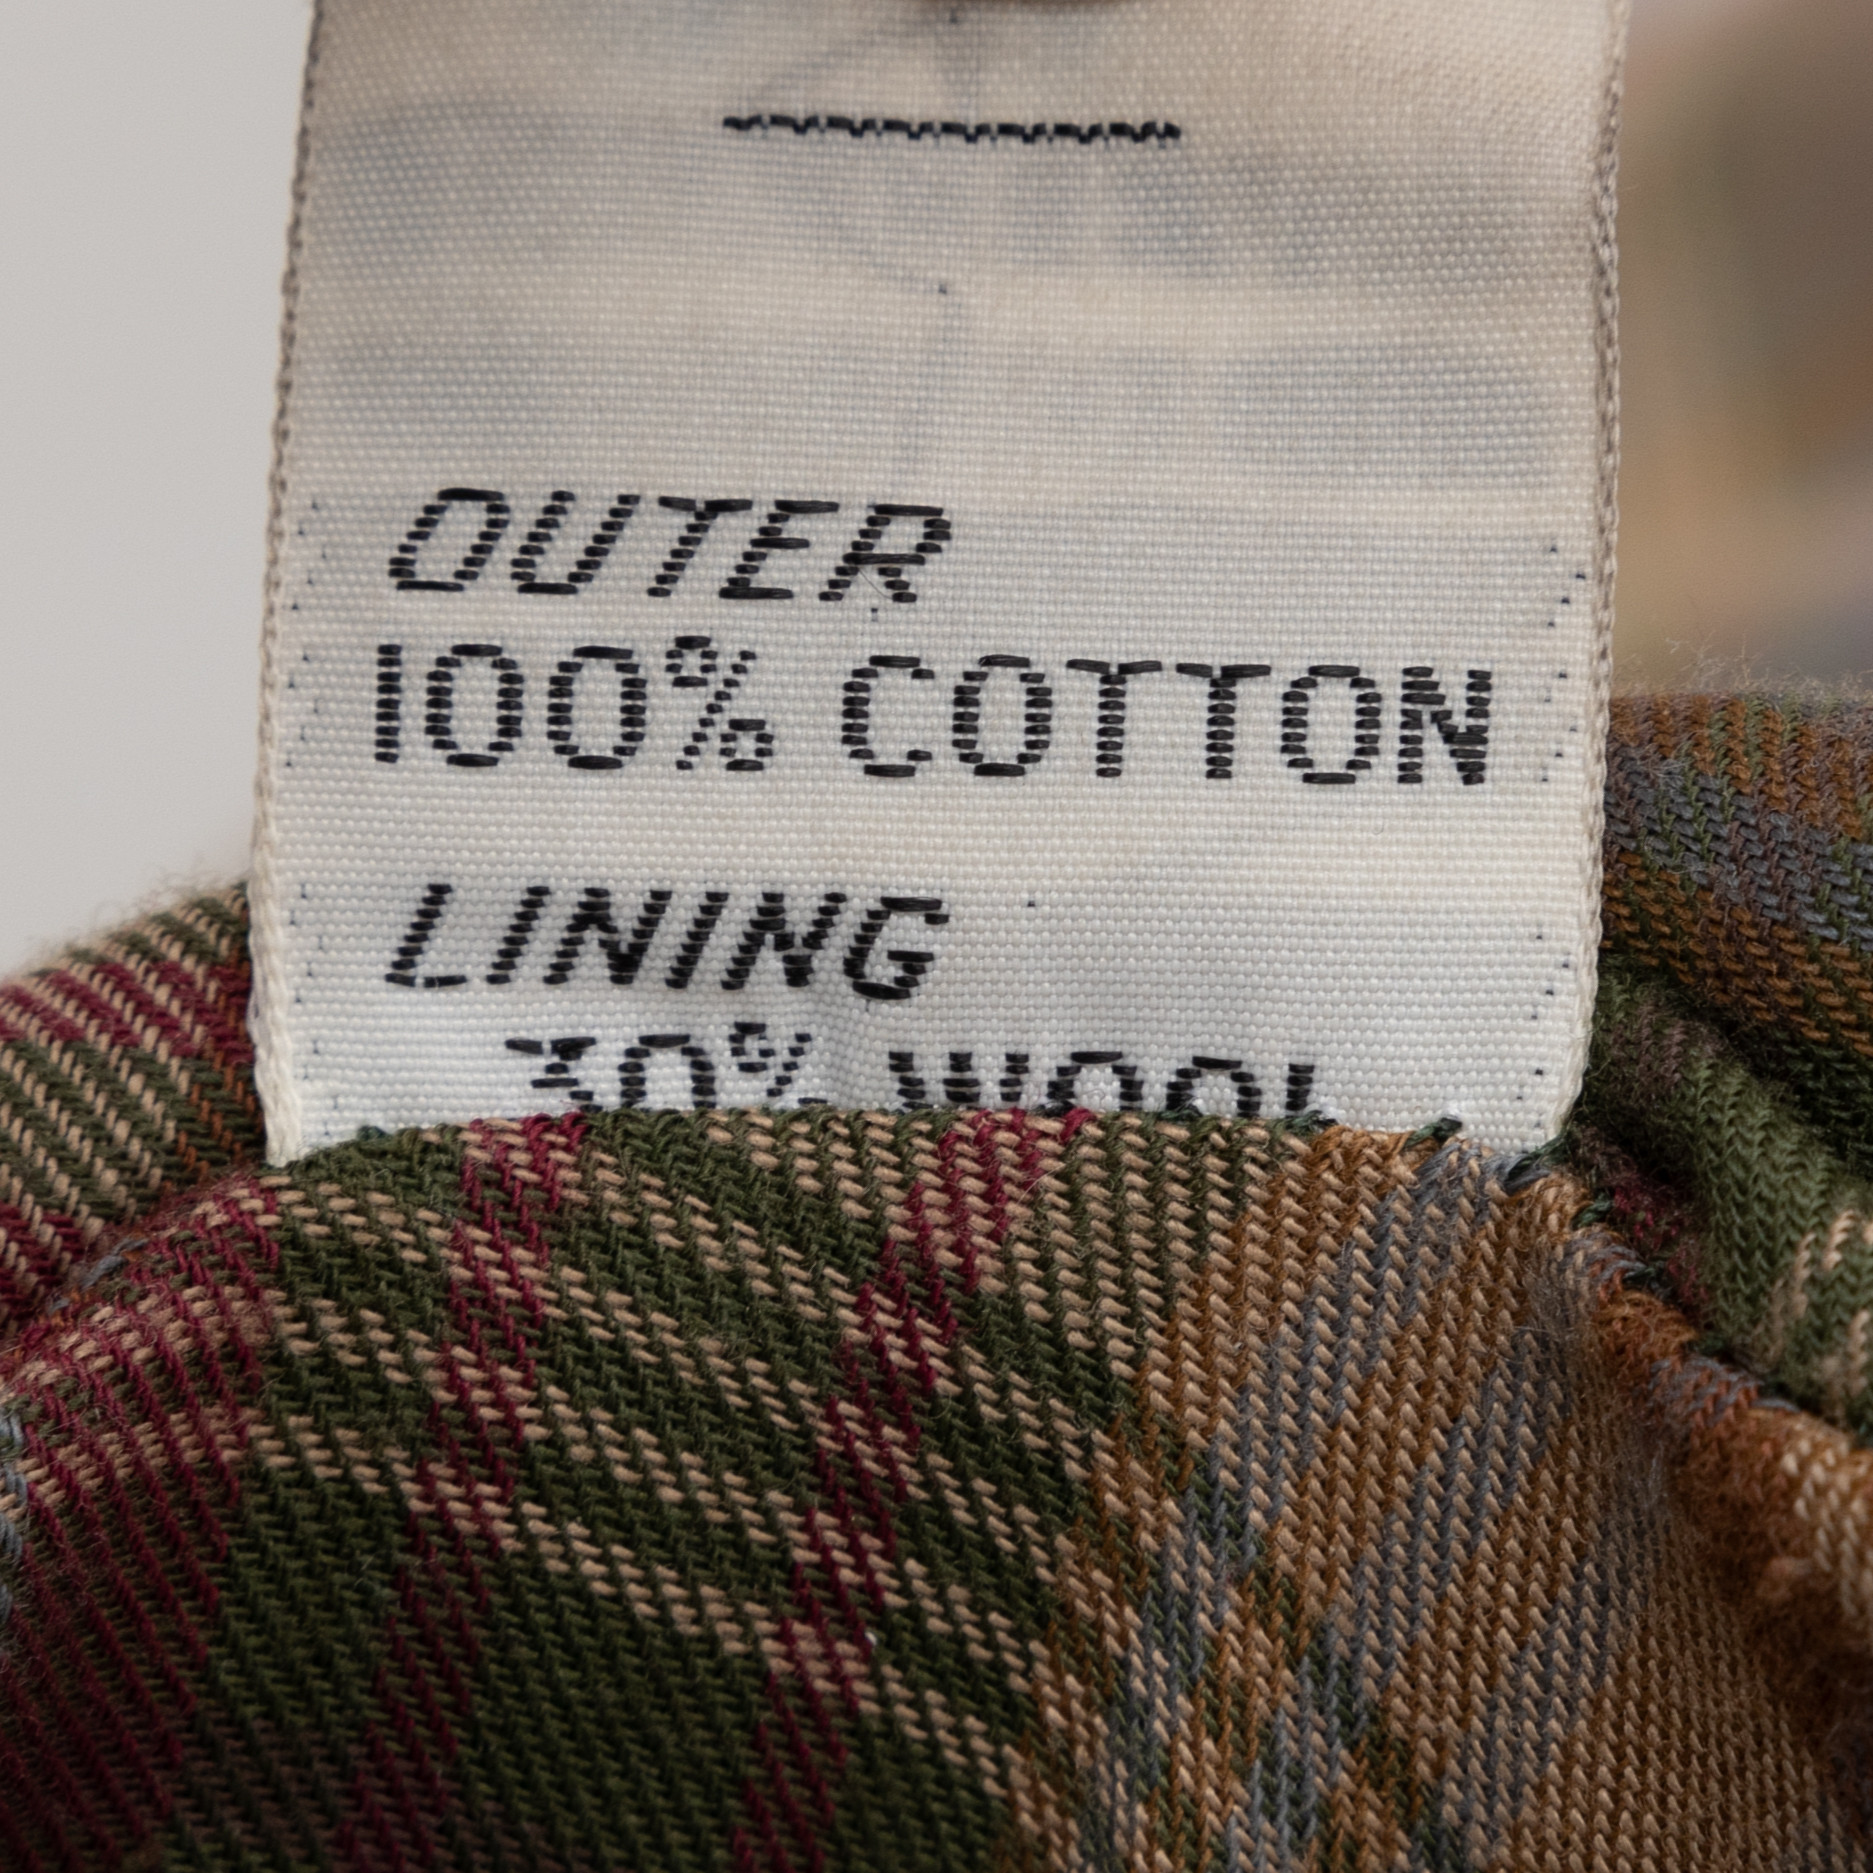 OUTER
100% COTTON
LINING
30% WOOL